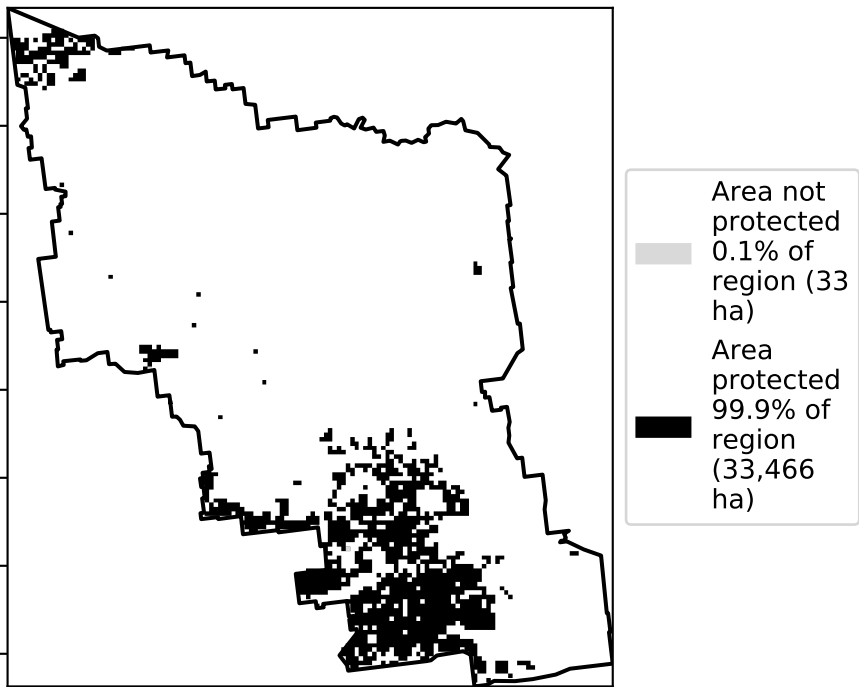 Area not
protected
0.1% of
region (33
ha)
Area
protected
99.9% of
region
(33,466
ha)